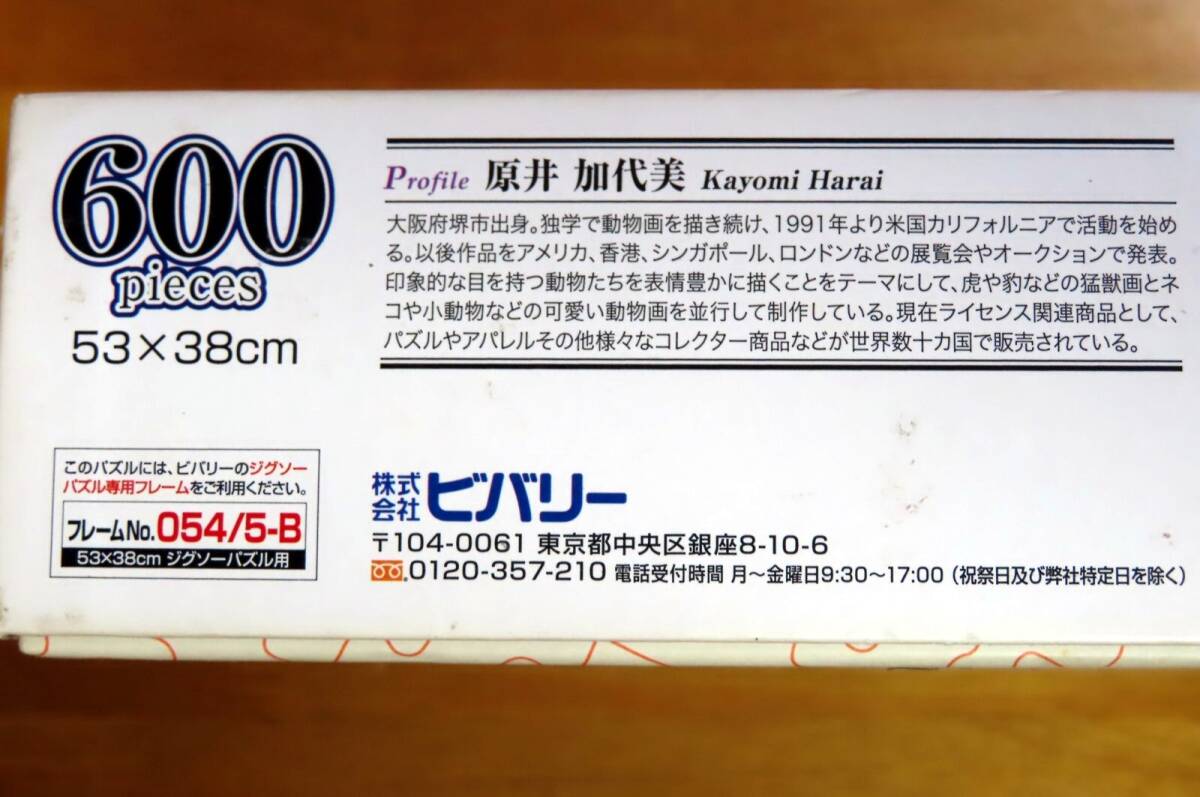 600
pieces
53×38cm
Profile 原井 加代美 Kayomi Harai
大阪府堺市出身。独学で動物画を描き続け、1991年より米国カリフォルニアで活動を始め
る。以後作品をアメリカ、香港、シンガポール、ロンドンなどの展覧会やオークションで発表。
印象的な目を持つ動物たちを表情豊かに描くことをテーマにして、虎や豹などの猛獣画とネ
コや小動物などの可愛い動物画を並行して制作している。現在ライセンス関連商品として、
パズルやアパレルその他様々なコレクター商品などが世界数十カ国で販売されている。
このパズルには、ビバリーのジグソー
パズル専用フレームをご利用ください。
フレームNo.054/5-B
53×38cm ジグソーパズル用
株式会社ビバリー
〒104-0061 東京都中央区銀座8-10-6
0120-357-210 電話受付時間 月～金曜日9:30～17:00（祝祭日及び弊社特定日を除く）